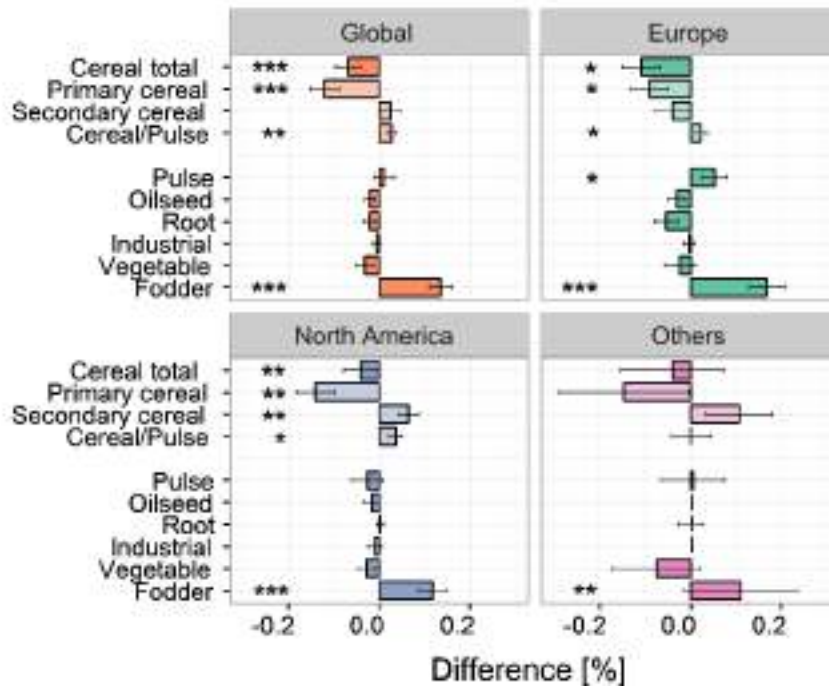 Global
Europe
Cereal total *** *
Primary cereal *** *
Secondary cereal
Cereal/Pulse ** *
Pulse *
Oilseed
Root
Industrial
Vegetable
Fodder *** ***
North America
Others
Cereal total **
Primary cereal **
Secondary cereal **
Cereal/Pulse *
Pulse
Oilseed
Root
Industrial
Vegetable
Fodder *** **
-0.2 0.0 0.2 -0.2 0.0 0.2
Difference [%]